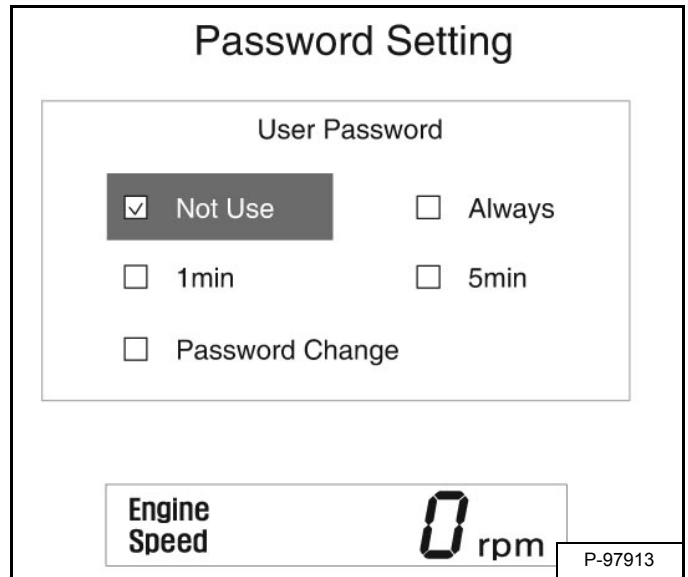 Password Setting
User Password
Not Use Always
1min 5min
Password Change
Engine
Speed
0 rpm
P-97913